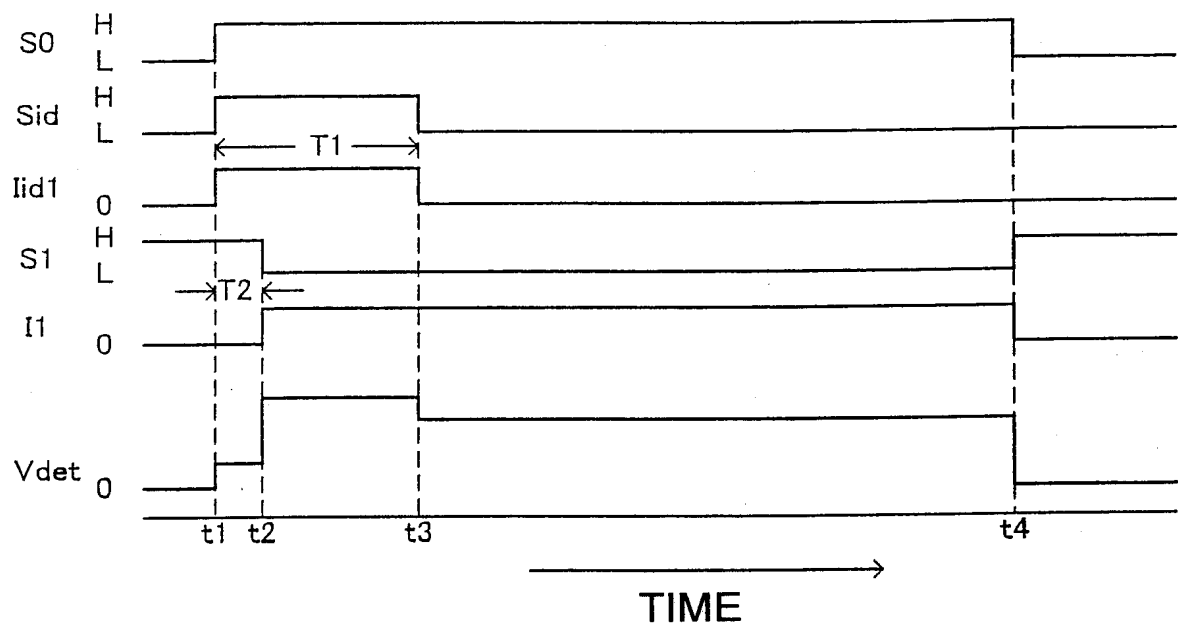 S0 H
L
Sid H
L
T1
Iid1
0
S1 H
L
T2
I1
0
Vdet 0
t1 t2 t3 t4
TIME